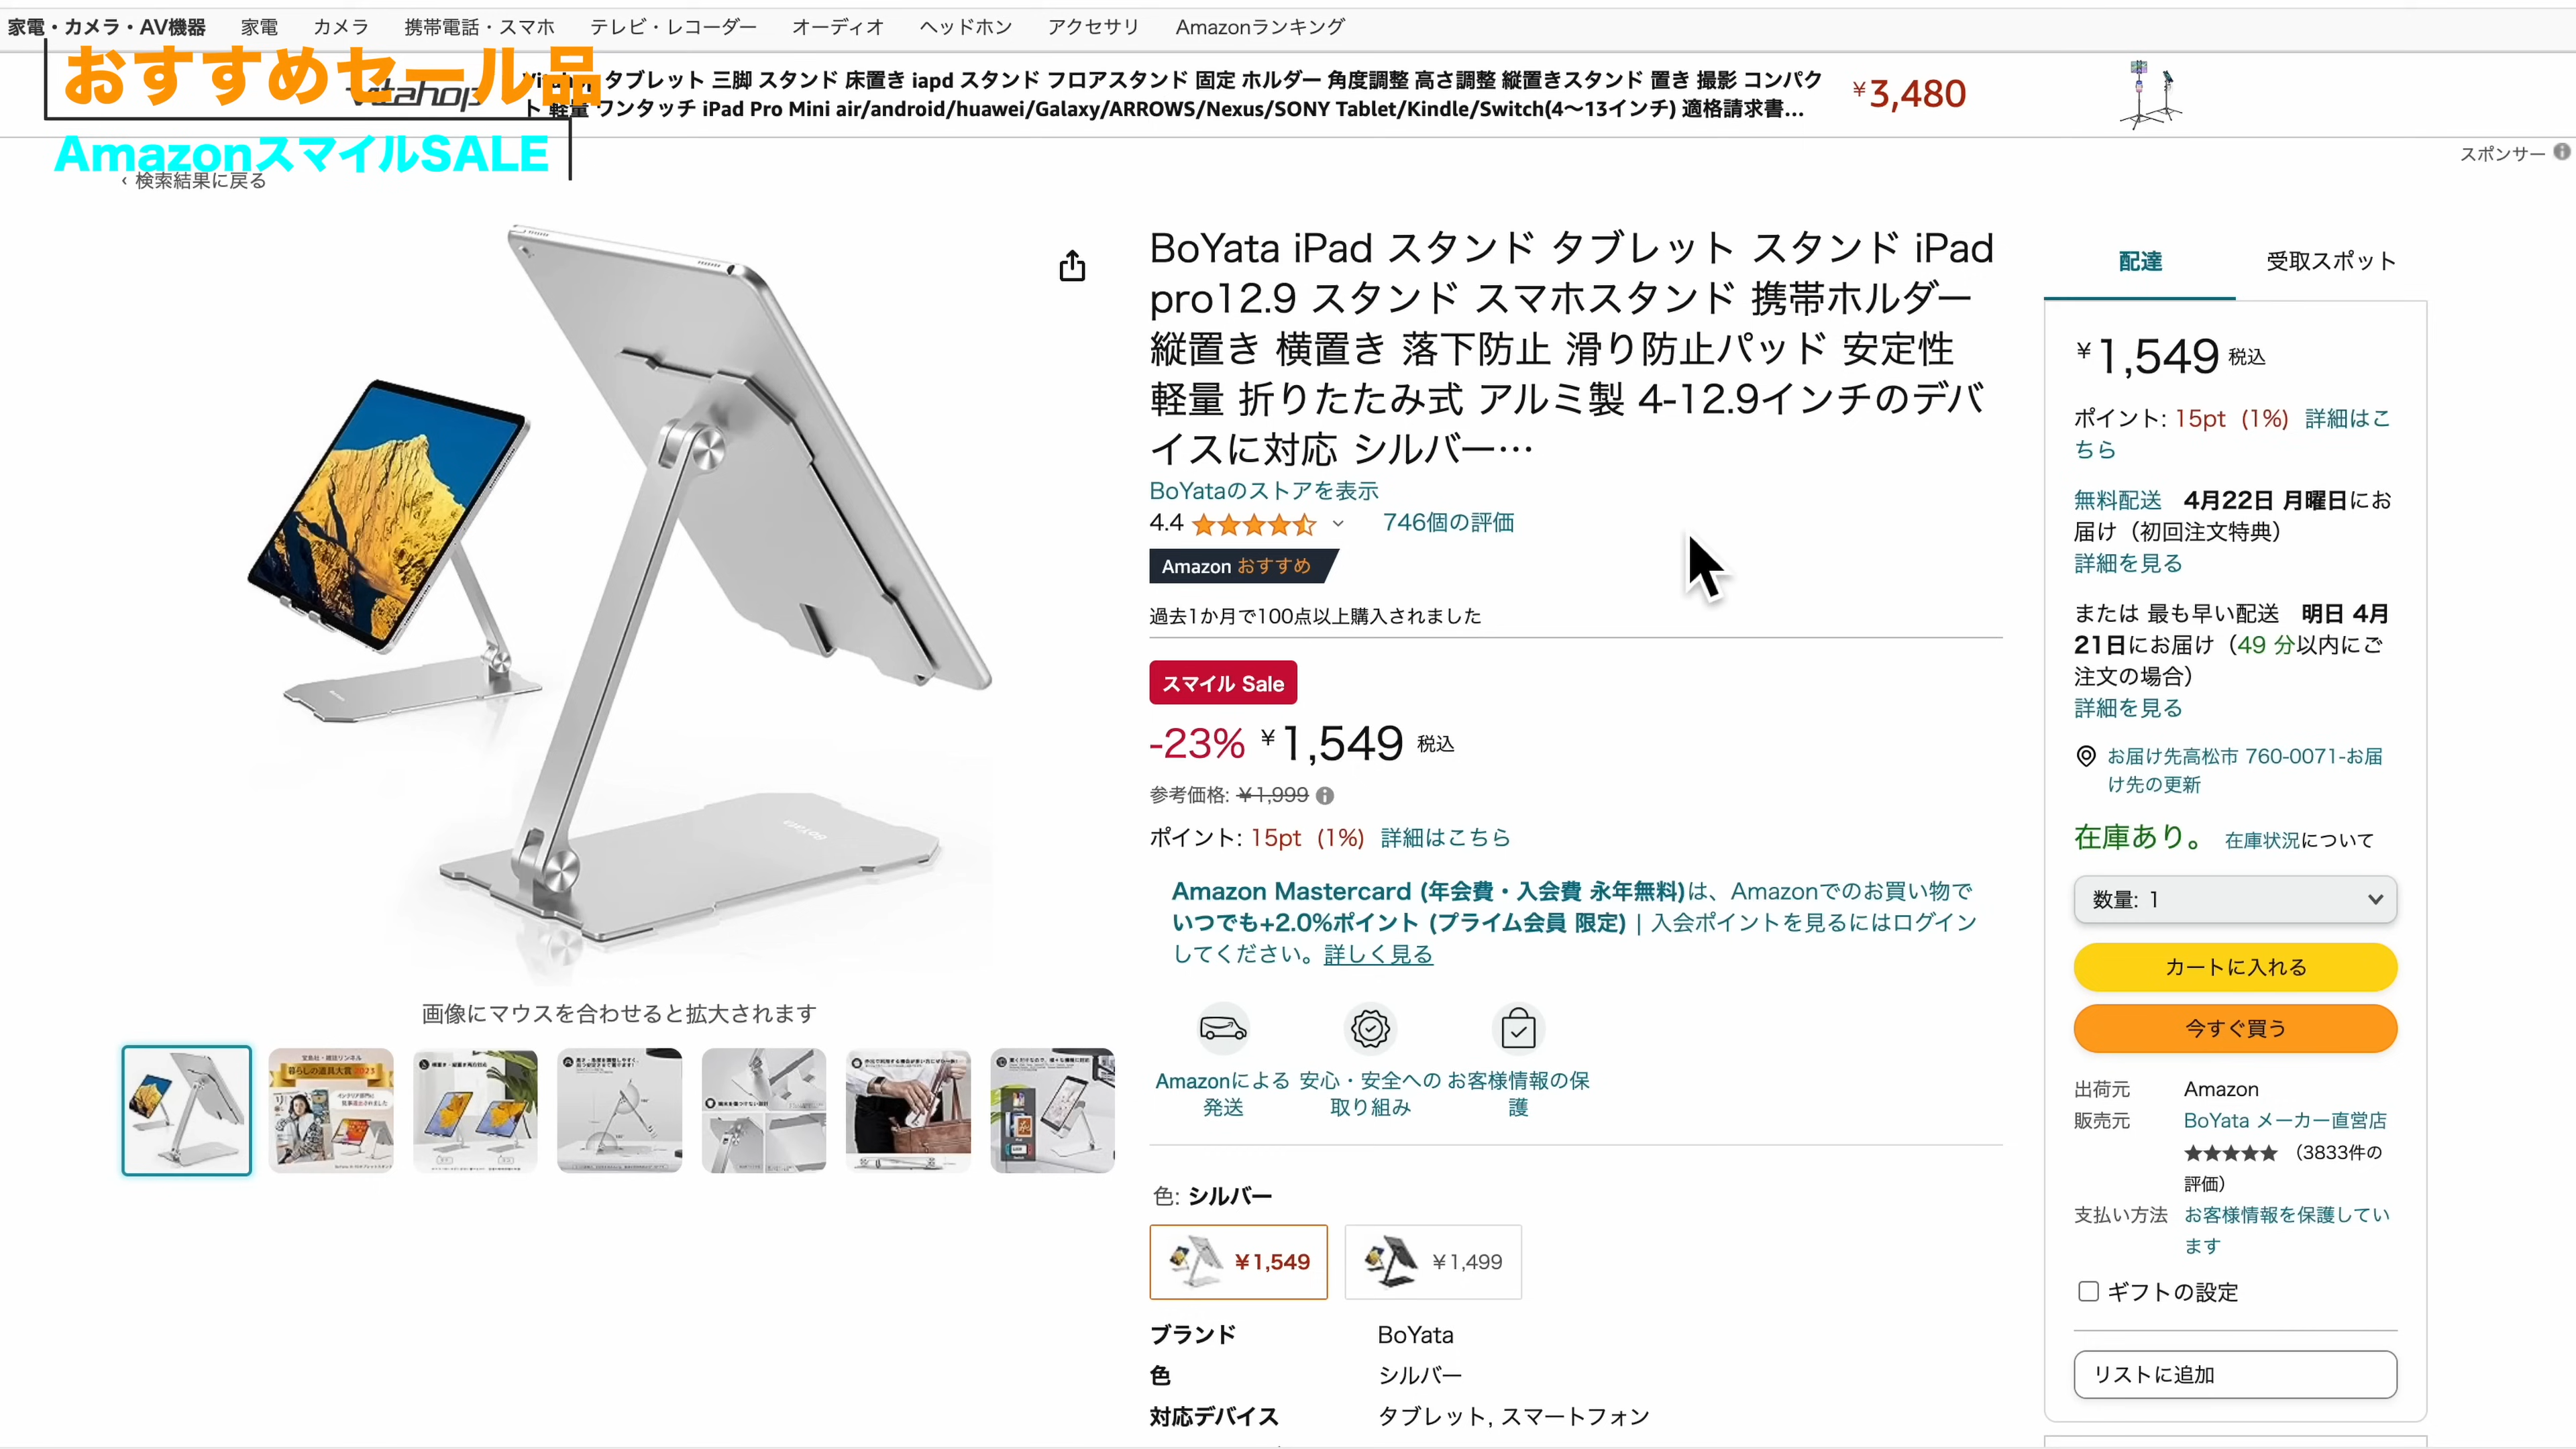 家電・カメラ・AV機器 家電 カメラ 携帯電話・スマホ テレビ・レコーダー オーディオ ヘッドホン アクセサリ Amazonランキング
おすすめセール品
AmazonスマイルSALE
タブレット 三脚 スタンド 床置き iapd スタンド フロアスタンド 固定 ホルダー 角度調整 高さ調整 縦置きスタンド 置き 撮影 コンパク
ト 軽量 ワンタッチ iPad Pro Mini air/android/huawei/Galaxy/ARROWS/Nexus/SONY Tablet/Kindle/Switch(4〜13インチ) 適格請求書...
¥3,480
スポンサー
‹ 検索結果に戻る
BoYata iPad スタンド タブレット スタンド iPad
pro12.9 スタンド スマホスタンド 携帯ホルダー
縦置き 横置き 落下防止 滑り防止パッド 安定性
軽量 折りたたみ式 アルミ製 4-12.9インチのデバ
イスに対応 シルバー…
BoYataのストアを表示
4.4 746個の評価
Amazon おすすめ
過去1か月で100点以上購入されました
スマイル Sale
-23% ¥1,549 税込
参考価格: ¥1,999
ポイント: 15pt (1%) 詳細はこちら
Amazon Mastercard (年会費・入会費 永年無料)は、Amazonでのお買い物で
いつでも+2.0%ポイント (プライム会員 限定) | 入会ポイントを見るにはログイン
してください。詳しく見る
Amazonによる
発送
安心・安全への
取り組み
お客様情報の保
護
画像にマウスを合わせると拡大されます
暮らしの道具大賞 2023
色: シルバー
¥1,549 ¥1,499
ブランド BoYata
色 シルバー
対応デバイス タブレット, スマートフォン
配達 受取スポット
¥1,549 税込
ポイント: 15pt (1%) 詳細はこ
ちら
無料配送 4月22日 月曜日にお
届け（初回注文特典）
詳細を見る
または 最も早い配送 明日 4月
21日にお届け（49 分以内にご
注文の場合）
詳細を見る
お届け先高松市 760-0071-お届
け先の更新
在庫あり。 在庫状況について
数量: 1
カートに入れる
今すぐ買う
出荷元 Amazon
販売元 BoYata メーカー直営店
★★★★★ （3833件の
評価）
支払い方法 お客様情報を保護してい
ます
ギフトの設定
リストに追加